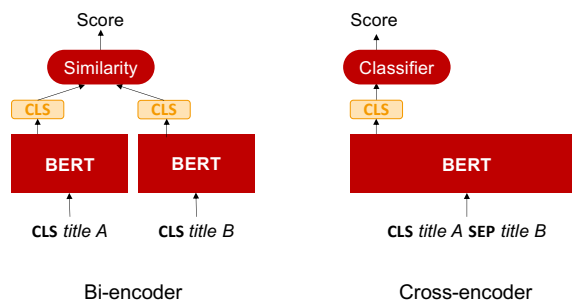 Score
Similarity
CLS
CLS
BERT
BERT
CLS title A
CLS title B
Bi-encoder
Score
Classifier
CLS
BERT
CLS title A SEP title B
Cross-encoder